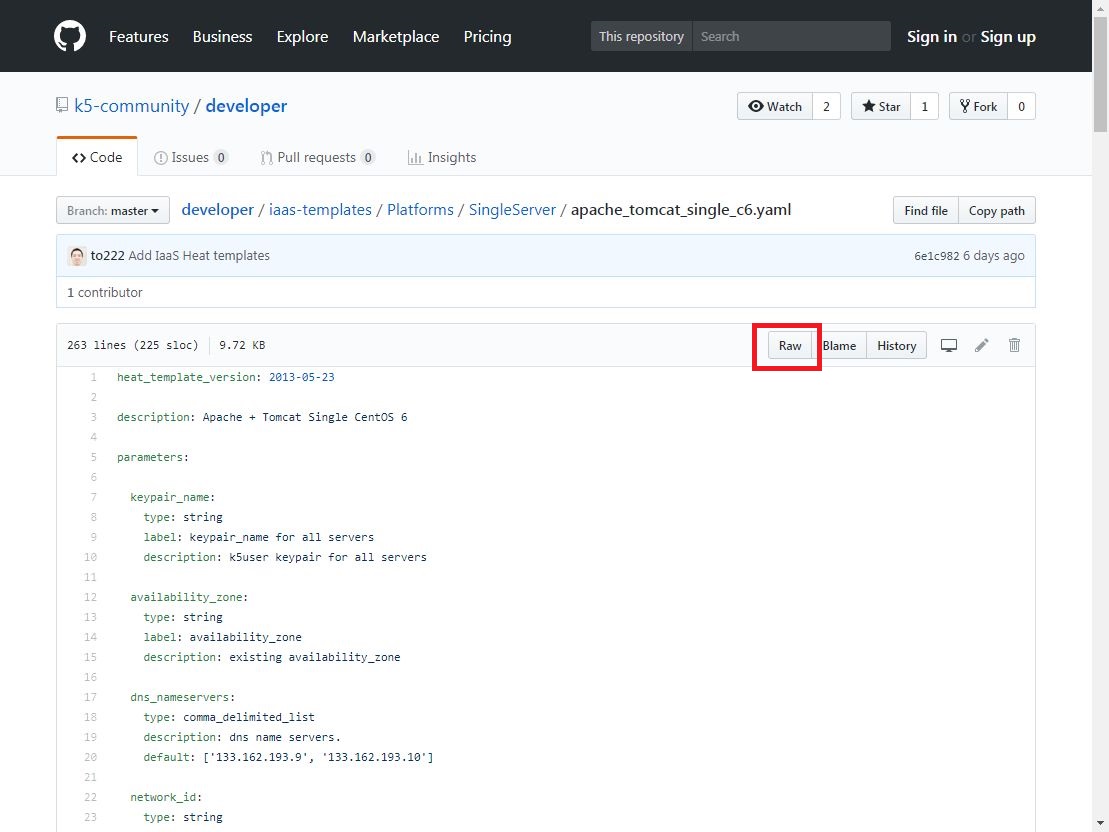 Features Business Explore Marketplace Pricing This repository Search Sign in or Sign up
k5-community / developer Watch 2 Star 1 Fork 0
Code Issues 0 Pull requests 0 Insights
Branch: master developer / iaas-templates / Platforms / SingleServer / apache_tomcat_single_c6.yaml Find file Copy path
to222 Add IaaS Heat templates 6e1c982 6 days ago
1 contributor
263 lines (225 sloc) 9.72 KB Raw Blame History
1 heat_template_version: 2013-05-23
2
3 description: Apache + Tomcat Single CentOS 6
4
5 parameters:
6
7 keypair_name:
8 type: string
9 label: keypair_name for all servers
10 description: k5user keypair for all servers
11
12 availability_zone:
13 type: string
14 label: availability_zone
15 description: existing availability_zone
16
17 dns_nameservers:
18 type: comma_delimited_list
19 description: dns name servers.
20 default: ['133.162.193.9', '133.162.193.10']
21
22 network_id:
23 type: string